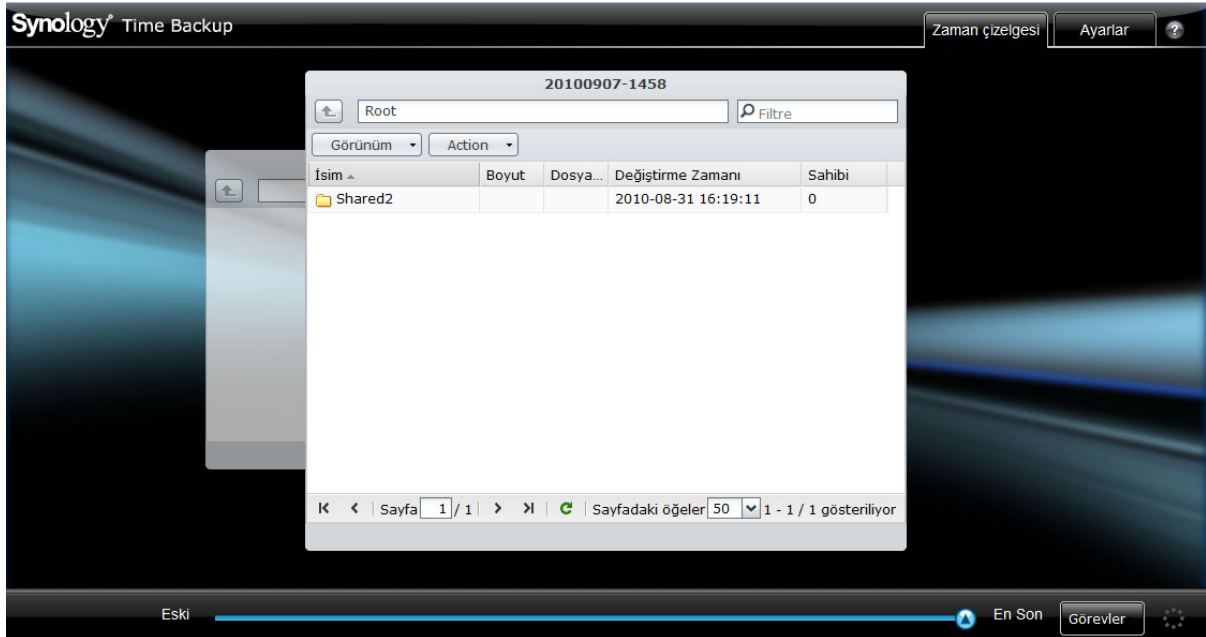 Synology Time Backup
Zaman çizelgesi
Ayarlar
?
20100907-1458
Root
Filtre
Görünüm
Action
İsim Boyut Dosya... Değiştirme Zamanı Sahibi
Shared2 2010-08-31 16:19:11 0
Sayfa 1 / 1 Sayfadaki öğeler 50 1 - 1 / 1 gösteriliyor
Eski
En Son
Görevler